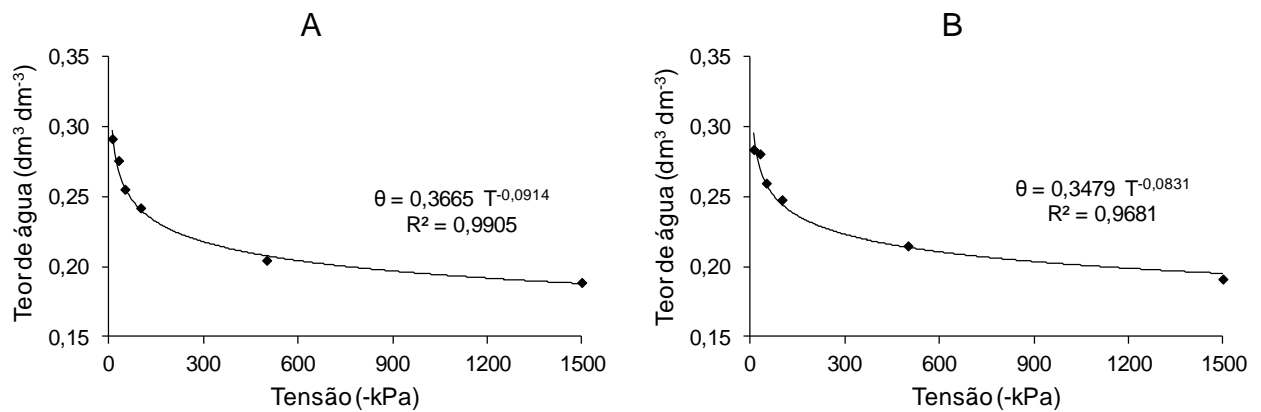 A
Teor de água (dm³ dm⁻³)
0,35
0,30
0,25
0,20
0,15
θ = 0,3665 T⁻⁰,⁰⁹¹⁴
R² = 0,9905
0 300 600 900 1200 1500
Tensão (-kPa)
B
Teor de água (dm³ dm⁻³)
0,35
0,30
0,25
0,20
0,15
θ = 0,3479 T⁻⁰,⁰⁸³¹
R² = 0,9681
0 300 600 900 1200 1500
Tensão (-kPa)